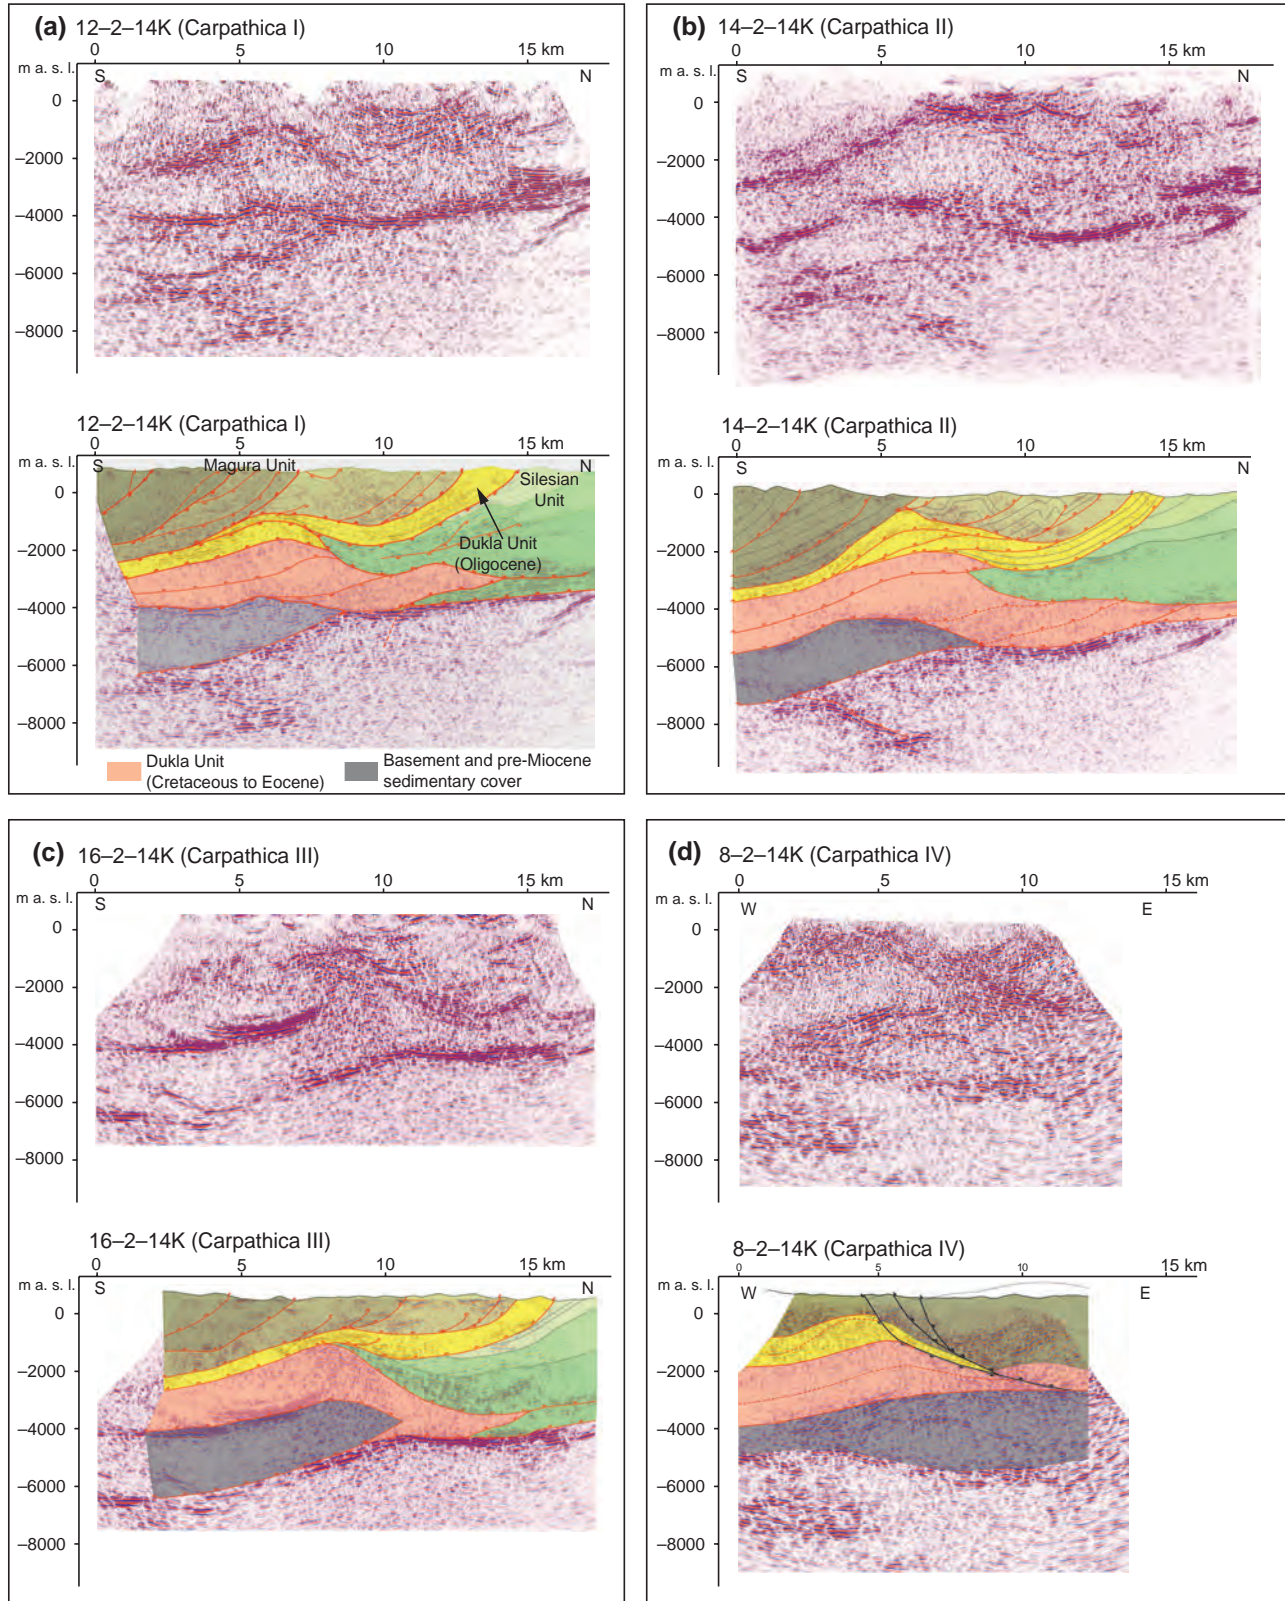 (a) 12–2–14K (Carpathica I)
0 5 10 15 km
m a. s. l.
S N
0
–2000
–4000
–6000
–8000
12–2–14K (Carpathica I)
0 5 10 15 km
m a. s. l.
S Magura Unit N
0
Silesian
Unit
Dukla Unit
(Oligocene)
–2000
–4000
–6000
–8000
Dukla Unit
(Cretaceous to Eocene)
Basement and pre-Miocene
sedimentary cover
(b) 14–2–14K (Carpathica II)
0 5 10 15 km
m a. s. l.
S N
0
–2000
–4000
–6000
–8000
14–2–14K (Carpathica II)
0 5 10 15 km
m a. s. l.
S N
0
–2000
–4000
–6000
–8000
(c) 16–2–14K (Carpathica III)
0 5 10 15 km
m a. s. l.
S N
0
–2000
–4000
–6000
–8000
16–2–14K (Carpathica III)
0 5 10 15 km
m a. s. l.
S N
0
–2000
–4000
–6000
–8000
(d) 8–2–14K (Carpathica IV)
0 5 10 15 km
m a. s. l.
W E
0
–2000
–4000
–6000
–8000
8–2–14K (Carpathica IV)
0 5 10 15 km
m a. s. l.
W E
0
–2000
–4000
–6000
–8000